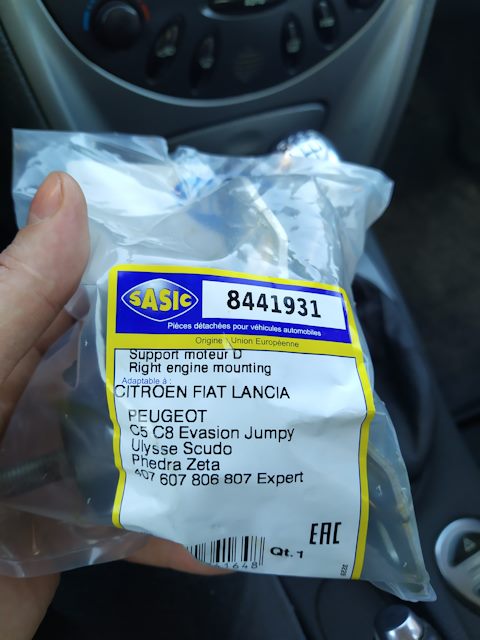 SASIC
8441931
Pièces détachées pour véhicules automobiles
Origine : Union Européenne
Support moteur D
Right engine mounting
Adaptable à :
CITROEN FIAT LANCIA
PEUGEOT
C5 C8 Evasion Jumpy
Ulysse Scudo
Phedra Zeta
407 607 806 807 Expert
EAC
Qt. 1